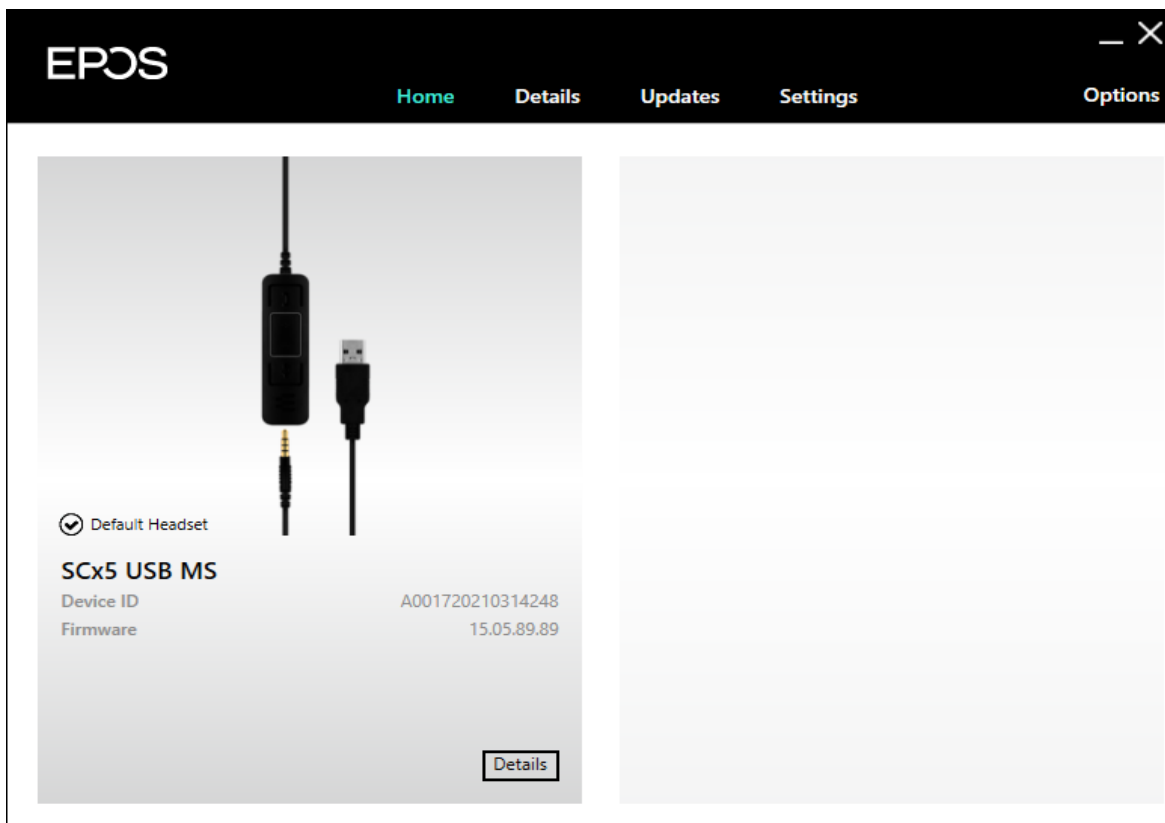 EPOS
Home Details Updates Settings Options
Default Headset
SCx5 USB MS
Device ID A001720210314248
Firmware 15.05.89.89
Details